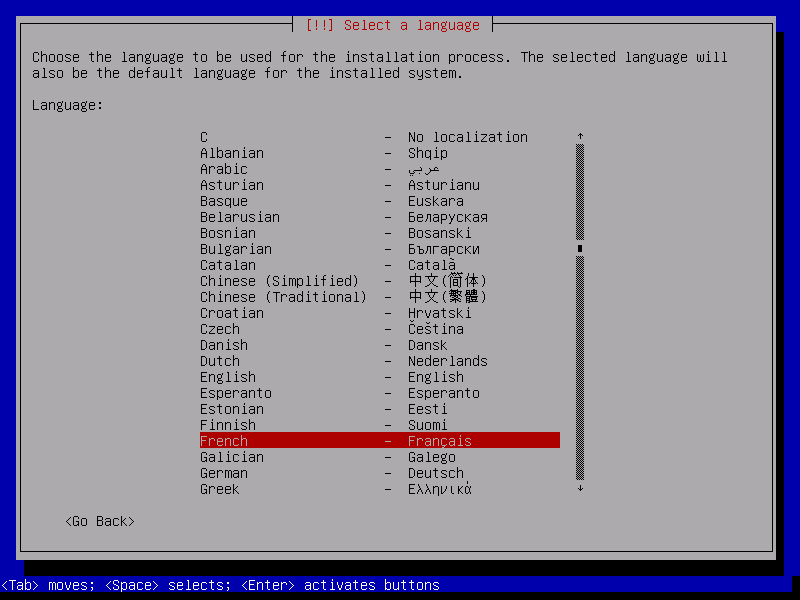 [!!] Select a language
Choose the language to be used for the installation process. The selected language will
also be the default language for the installed system.
Language:
C - No localization ↑
Albanian - Shqip
Arabic - عربي
Asturian - Asturianu
Basque - Euskara
Belarusian - Беларуская
Bosnian - Bosanski
Bulgarian - Български
Catalan - Català
Chinese (Simplified) - 中文(简体)
Chinese (Traditional) - 中文(繁體)
Croatian - Hrvatski
Czech - Čeština
Danish - Dansk
Dutch - Nederlands
English - English
Esperanto - Esperanto
Estonian - Eesti
Finnish - Suomi
French - Français
Galician - Galego
German - Deutsch
Greek - Ελληνικά ↓
<Go Back>
<Tab> moves; <Space> selects; <Enter> activates buttons